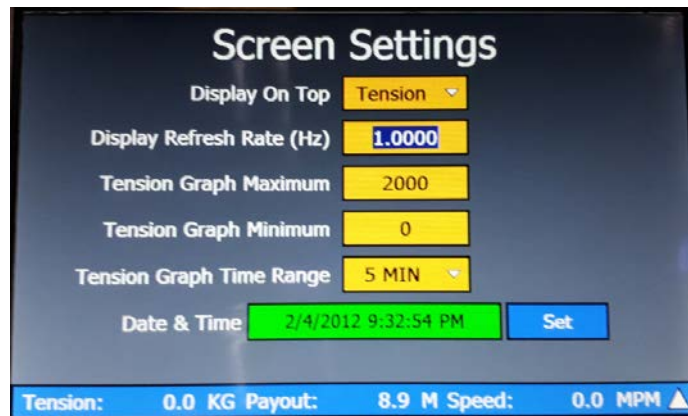 Screen Settings
Display On Top Tension
Display Refresh Rate (Hz) 1.0000
Tension Graph Maximum 2000
Tension Graph Minimum 0
Tension Graph Time Range 5 MIN
Date & Time 2/4/2012 9:32:54 PM Set
Tension: 0.0 KG Payout: 8.9 M Speed: 0.0 MPM